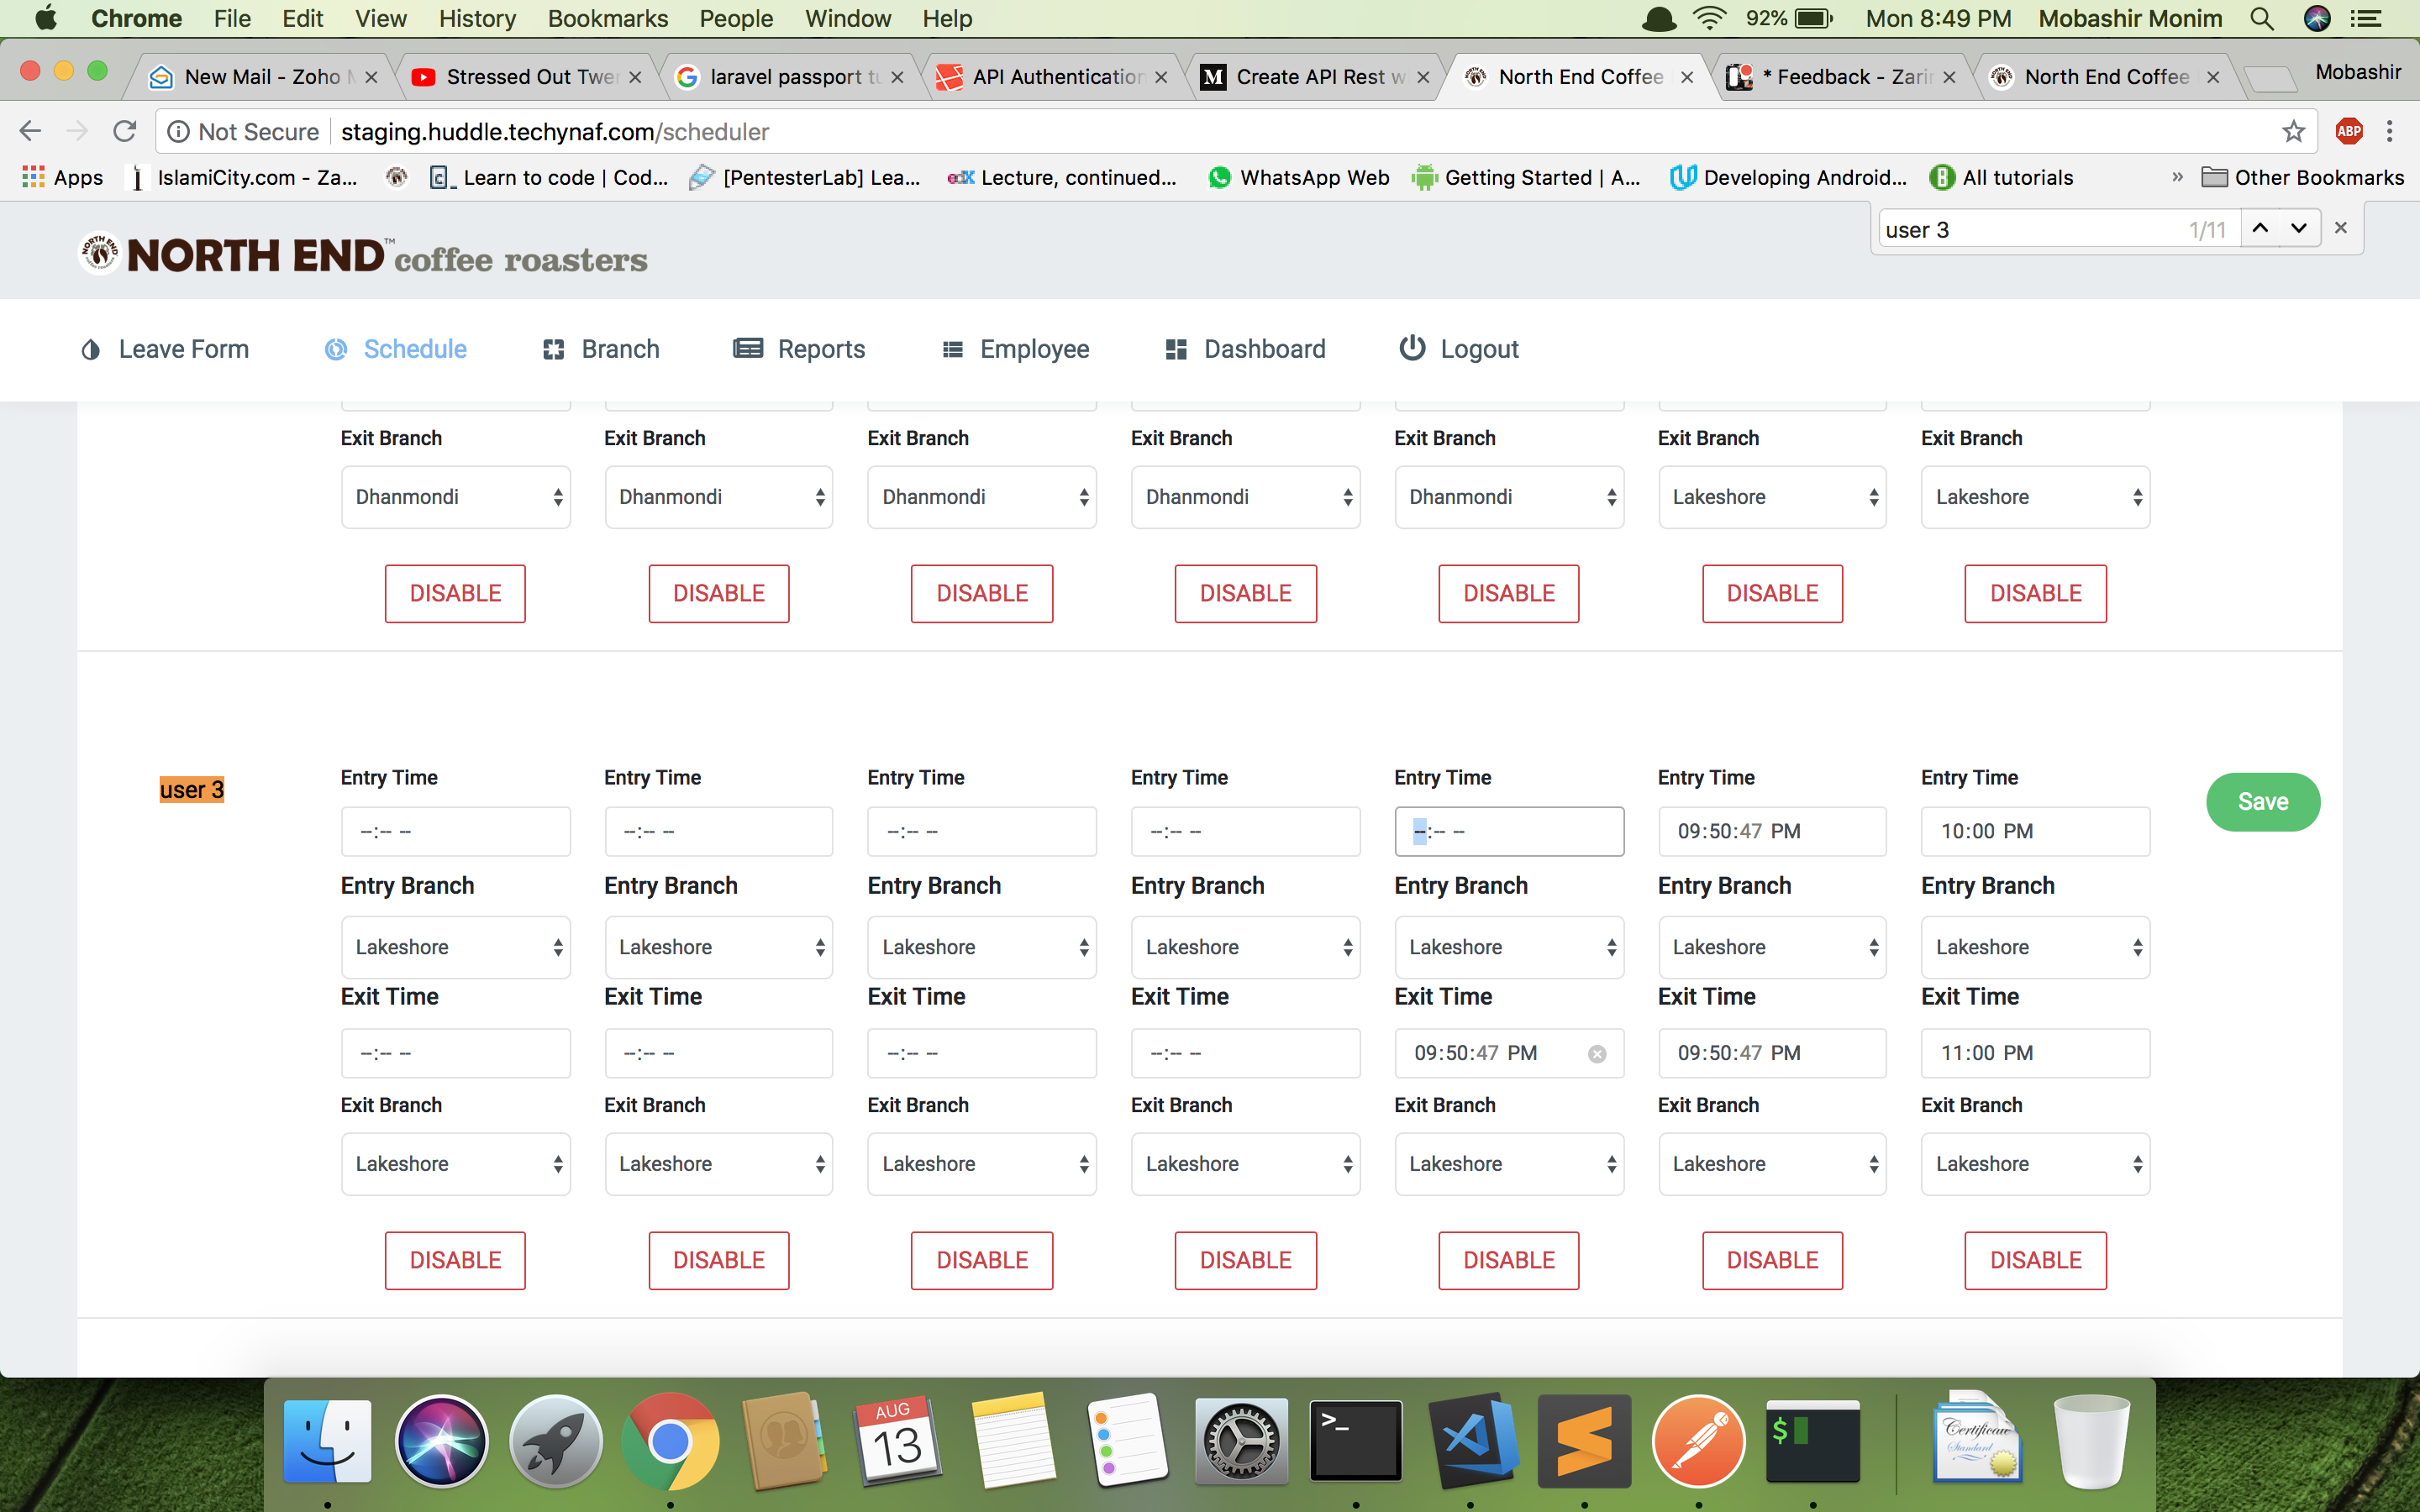 Chrome File Edit View History Bookmarks People Window Help 92% Mon 8:49 PM Mobashir Monim
New Mail - Zoho M Stressed Out Twe laravel passport tu API Authentication Create API Rest w North End Coffee * Feedback - Zari North End Coffee Mobashir
Not Secure staging.huddle.techynaf.com/scheduler ABP
Apps IslamiCity.com - Za... Learn to code | Cod... [PentesterLab] Lea... Lecture, continued... WhatsApp Web Getting Started | A... Developing Android... All tutorials » Other Bookmarks
user 3 1/11
NORTH END™ coffee roasters
Leave Form Schedule Branch Reports Employee Dashboard Logout
Exit Branch Exit Branch Exit Branch Exit Branch Exit Branch Exit Branch Exit Branch
Dhanmondi Dhanmondi Dhanmondi Dhanmondi Dhanmondi Lakeshore Lakeshore
DISABLE DISABLE DISABLE DISABLE DISABLE DISABLE DISABLE
user 3 Entry Time Entry Time Entry Time Entry Time Entry Time Entry Time Entry Time Save
--:-- -- --:-- -- --:-- -- --:-- -- --:-- -- 09:50:47 PM 10:00 PM
Entry Branch Entry Branch Entry Branch Entry Branch Entry Branch Entry Branch Entry Branch
Lakeshore Lakeshore Lakeshore Lakeshore Lakeshore Lakeshore Lakeshore
Exit Time Exit Time Exit Time Exit Time Exit Time Exit Time Exit Time
--:-- -- --:-- -- --:-- -- --:-- -- 09:50:47 PM 09:50:47 PM 11:00 PM
Exit Branch Exit Branch Exit Branch Exit Branch Exit Branch Exit Branch Exit Branch
Lakeshore Lakeshore Lakeshore Lakeshore Lakeshore Lakeshore Lakeshore
DISABLE DISABLE DISABLE DISABLE DISABLE DISABLE DISABLE
AUG
13
>_
$
Certificate
Standard